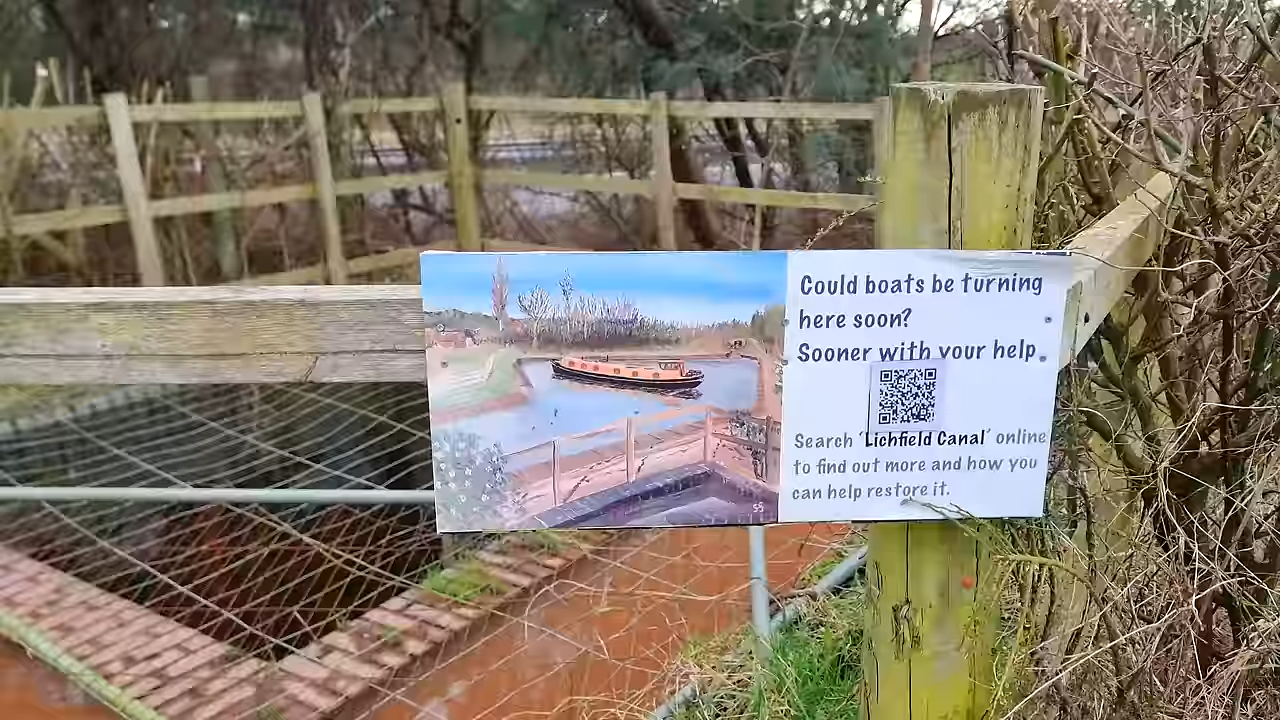 Could boats be turning
here soon?
Sooner with your help.
Search 'Lichfield Canal' online
to find out more and how you
can help restore it.
SS